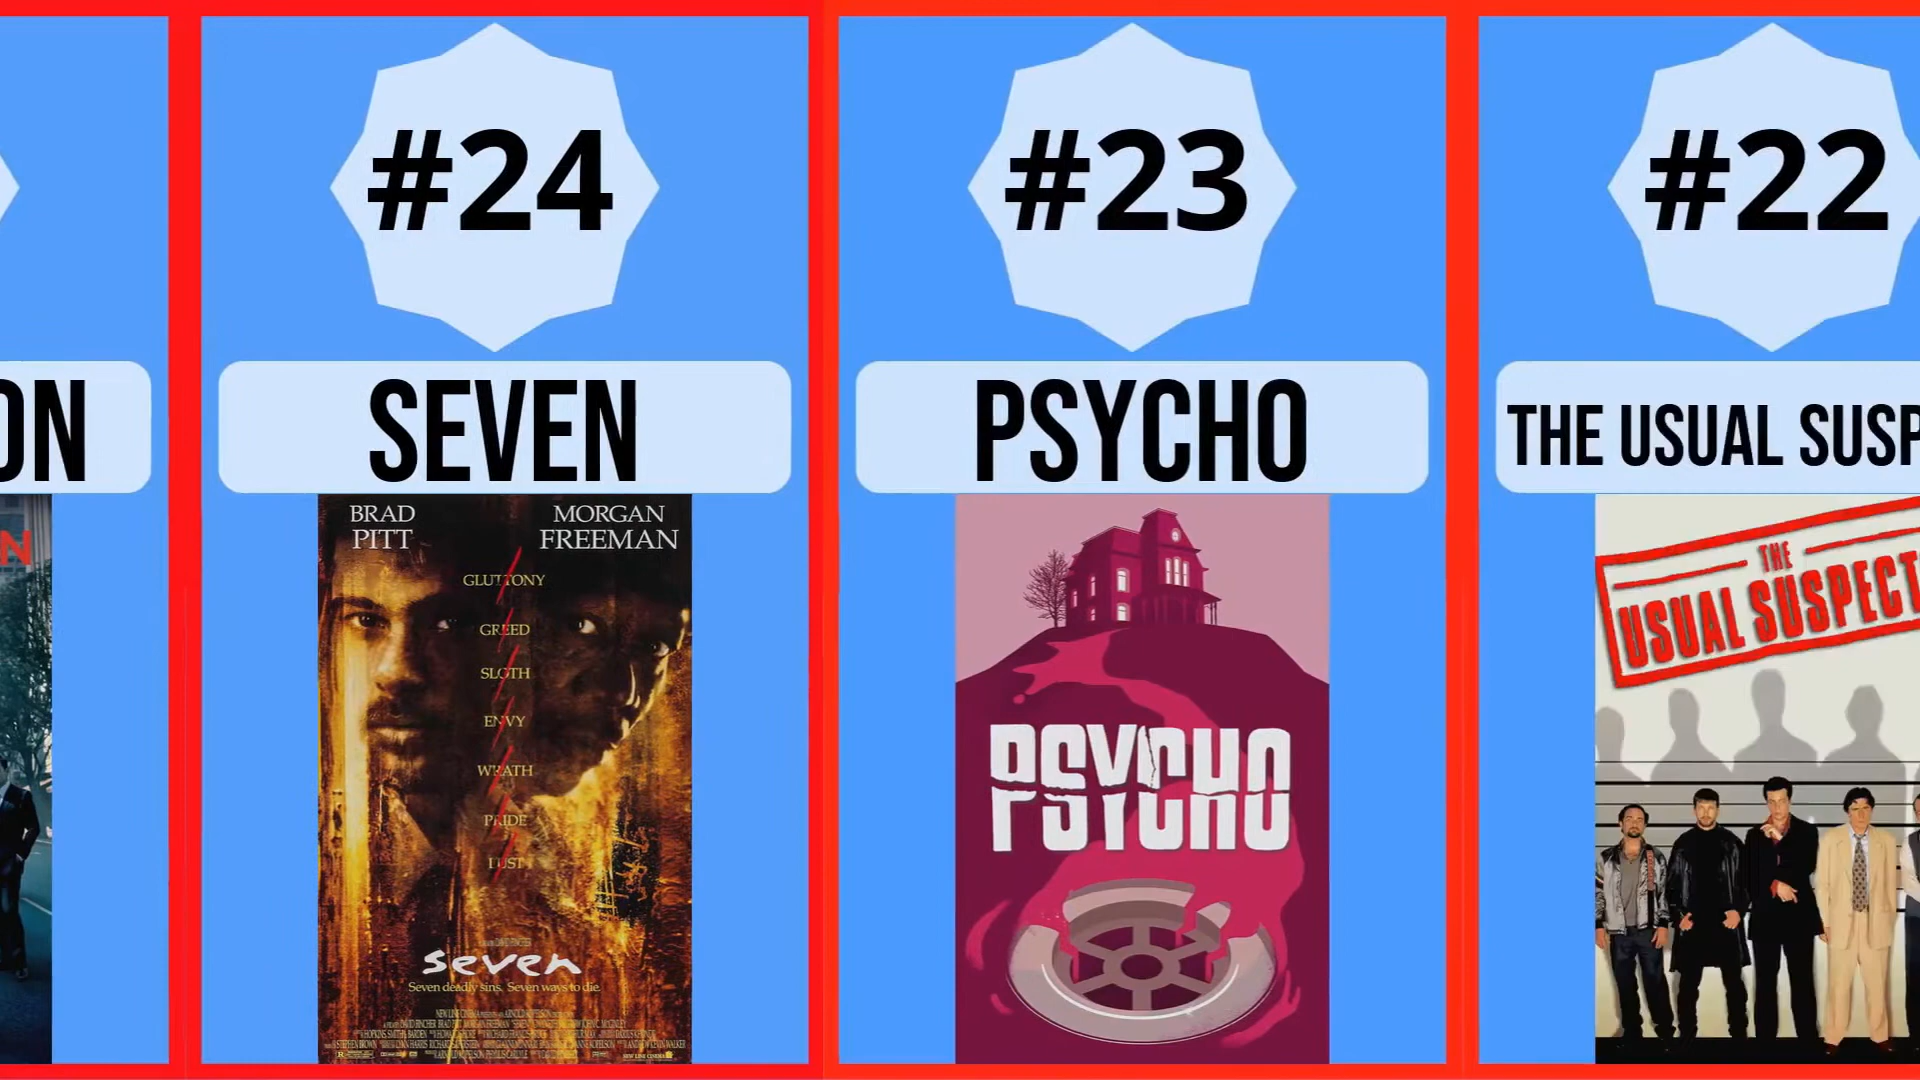 #24
#23
#22
ON
SEVEN
PSYCHO
THE USUAL SUSP
N
BRAD
PITT
MORGAN
FREEMAN
GLUTTONY
GREED
SLOTH
ENVY
WRATH
PRIDE
LUST
seven
Seven deadly sins. Seven ways to die.
PSYCHO
THE
USUAL SUSPECT